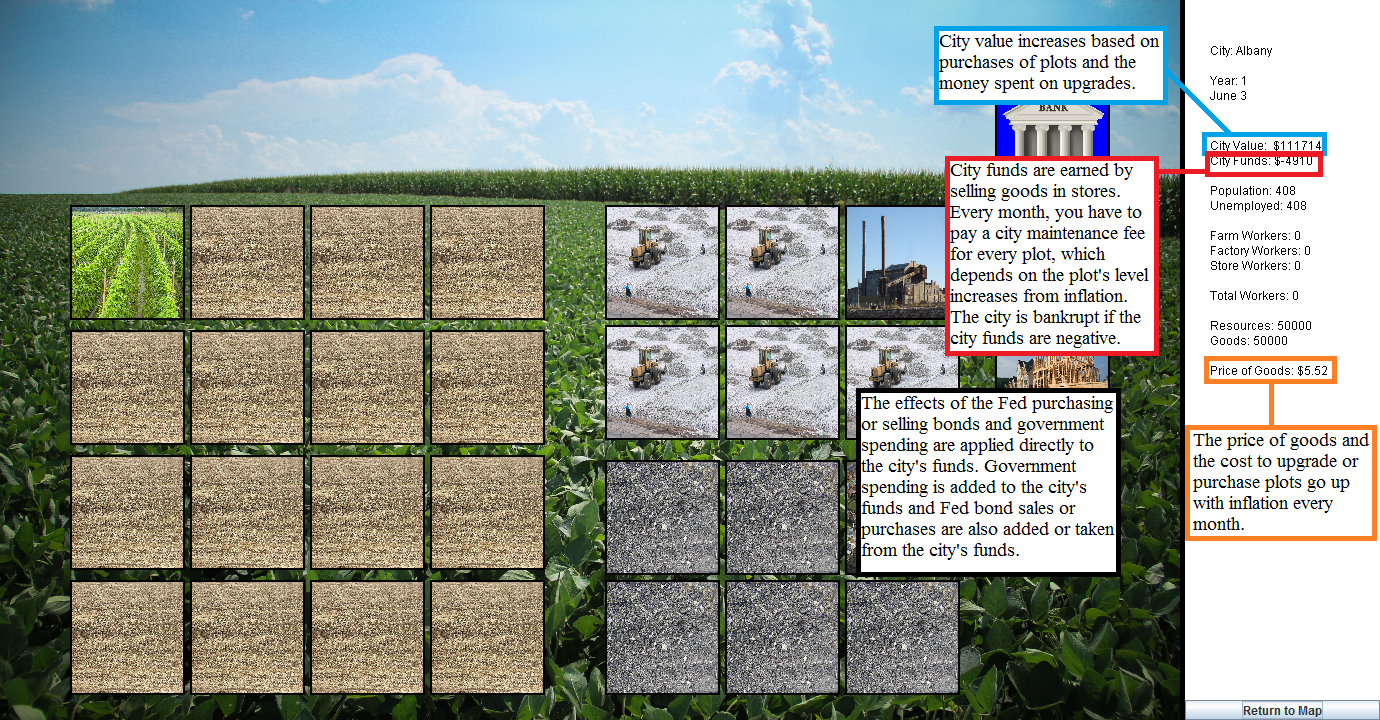 City value increases based on
purchases of plots and the
money spent on upgrades.
BANK
City funds are earned by
selling goods in stores.
Every month, you have to
pay a city maintenance fee
for every plot, which
depends on the plot's level
increases from inflation.
The city is bankrupt if the
city funds are negative.
The effects of the Fed purchasing
or selling bonds and government
spending are applied directly to
the city's funds. Government
spending is added to the city's
funds and Fed bond sales or
purchases are also added or taken
from the city's funds.
City: Albany
Year: 1
June 3
City Value: $111714
City Funds: $-4910
Population: 408
Unemployed: 408
Farm Workers: 0
Factory Workers: 0
Store Workers: 0
Total Workers: 0
Resources: 50000
Goods: 50000
Price of Goods: $5.52
The price of goods and
the cost to upgrade or
purchase plots go up
with inflation every
month.
Return to Map